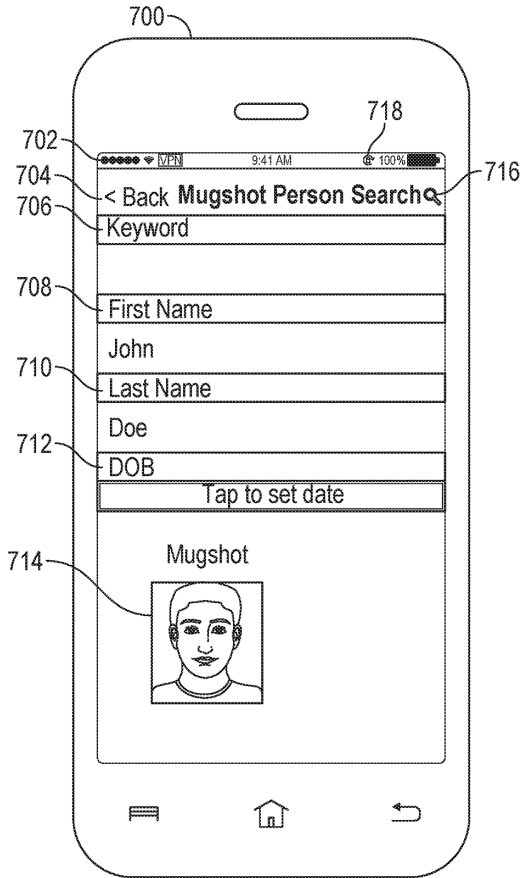 700
718
702
VPN 9:41 AM 100%
704
716
< Back Mugshot Person Search
706
Keyword
708
First Name
John
710
Last Name
Doe
712
DOB
Tap to set date
Mugshot
714